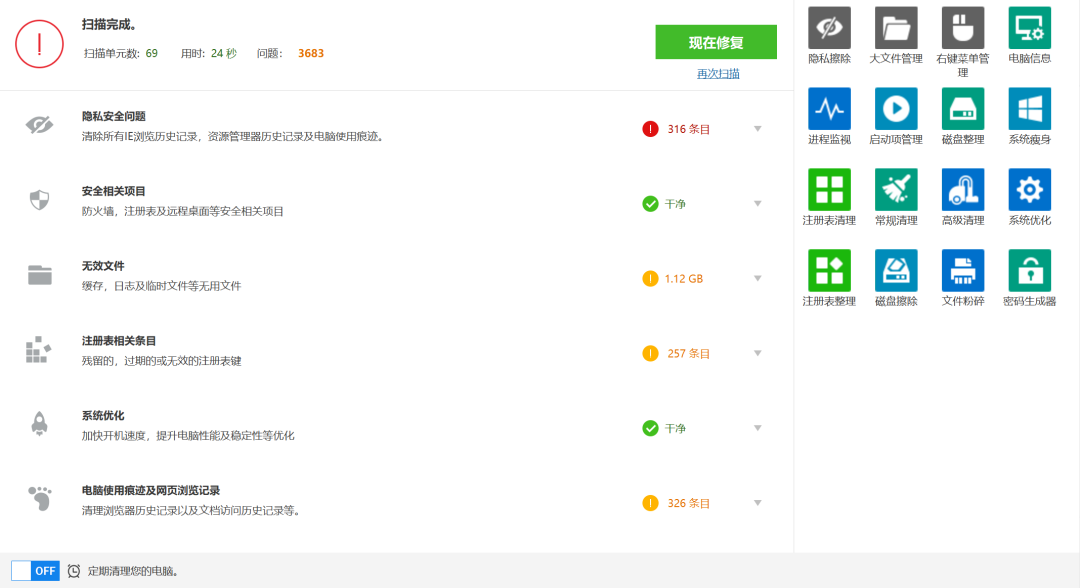 扫描完成。
扫描单元数: 69 用时: 24 秒 问题: 3683
现在修复
再次扫描
隐私安全问题
清除所有IE浏览历史记录，资源管理器历史记录及电脑使用痕迹。
316 条目
安全相关项目
防火墙，注册表及远程桌面等安全相关项目
干净
无效文件
缓存，日志及临时文件等无用文件
1.12 GB
注册表相关条目
残留的，过期的或无效的注册表键
257 条目
系统优化
加快开机速度，提升电脑性能及稳定性等优化
干净
电脑使用痕迹及网页浏览记录
清理浏览器历史记录以及文档访问历史记录等。
326 条目
OFF 定期清理您的电脑。
隐私擦除 大文件管理 右键菜单管
理 电脑信息
进程监视 启动项管理 磁盘整理 系统瘦身
注册表清理 常规清理 高级清理 系统优化
注册表整理 磁盘擦除 文件粉碎 密码生成器